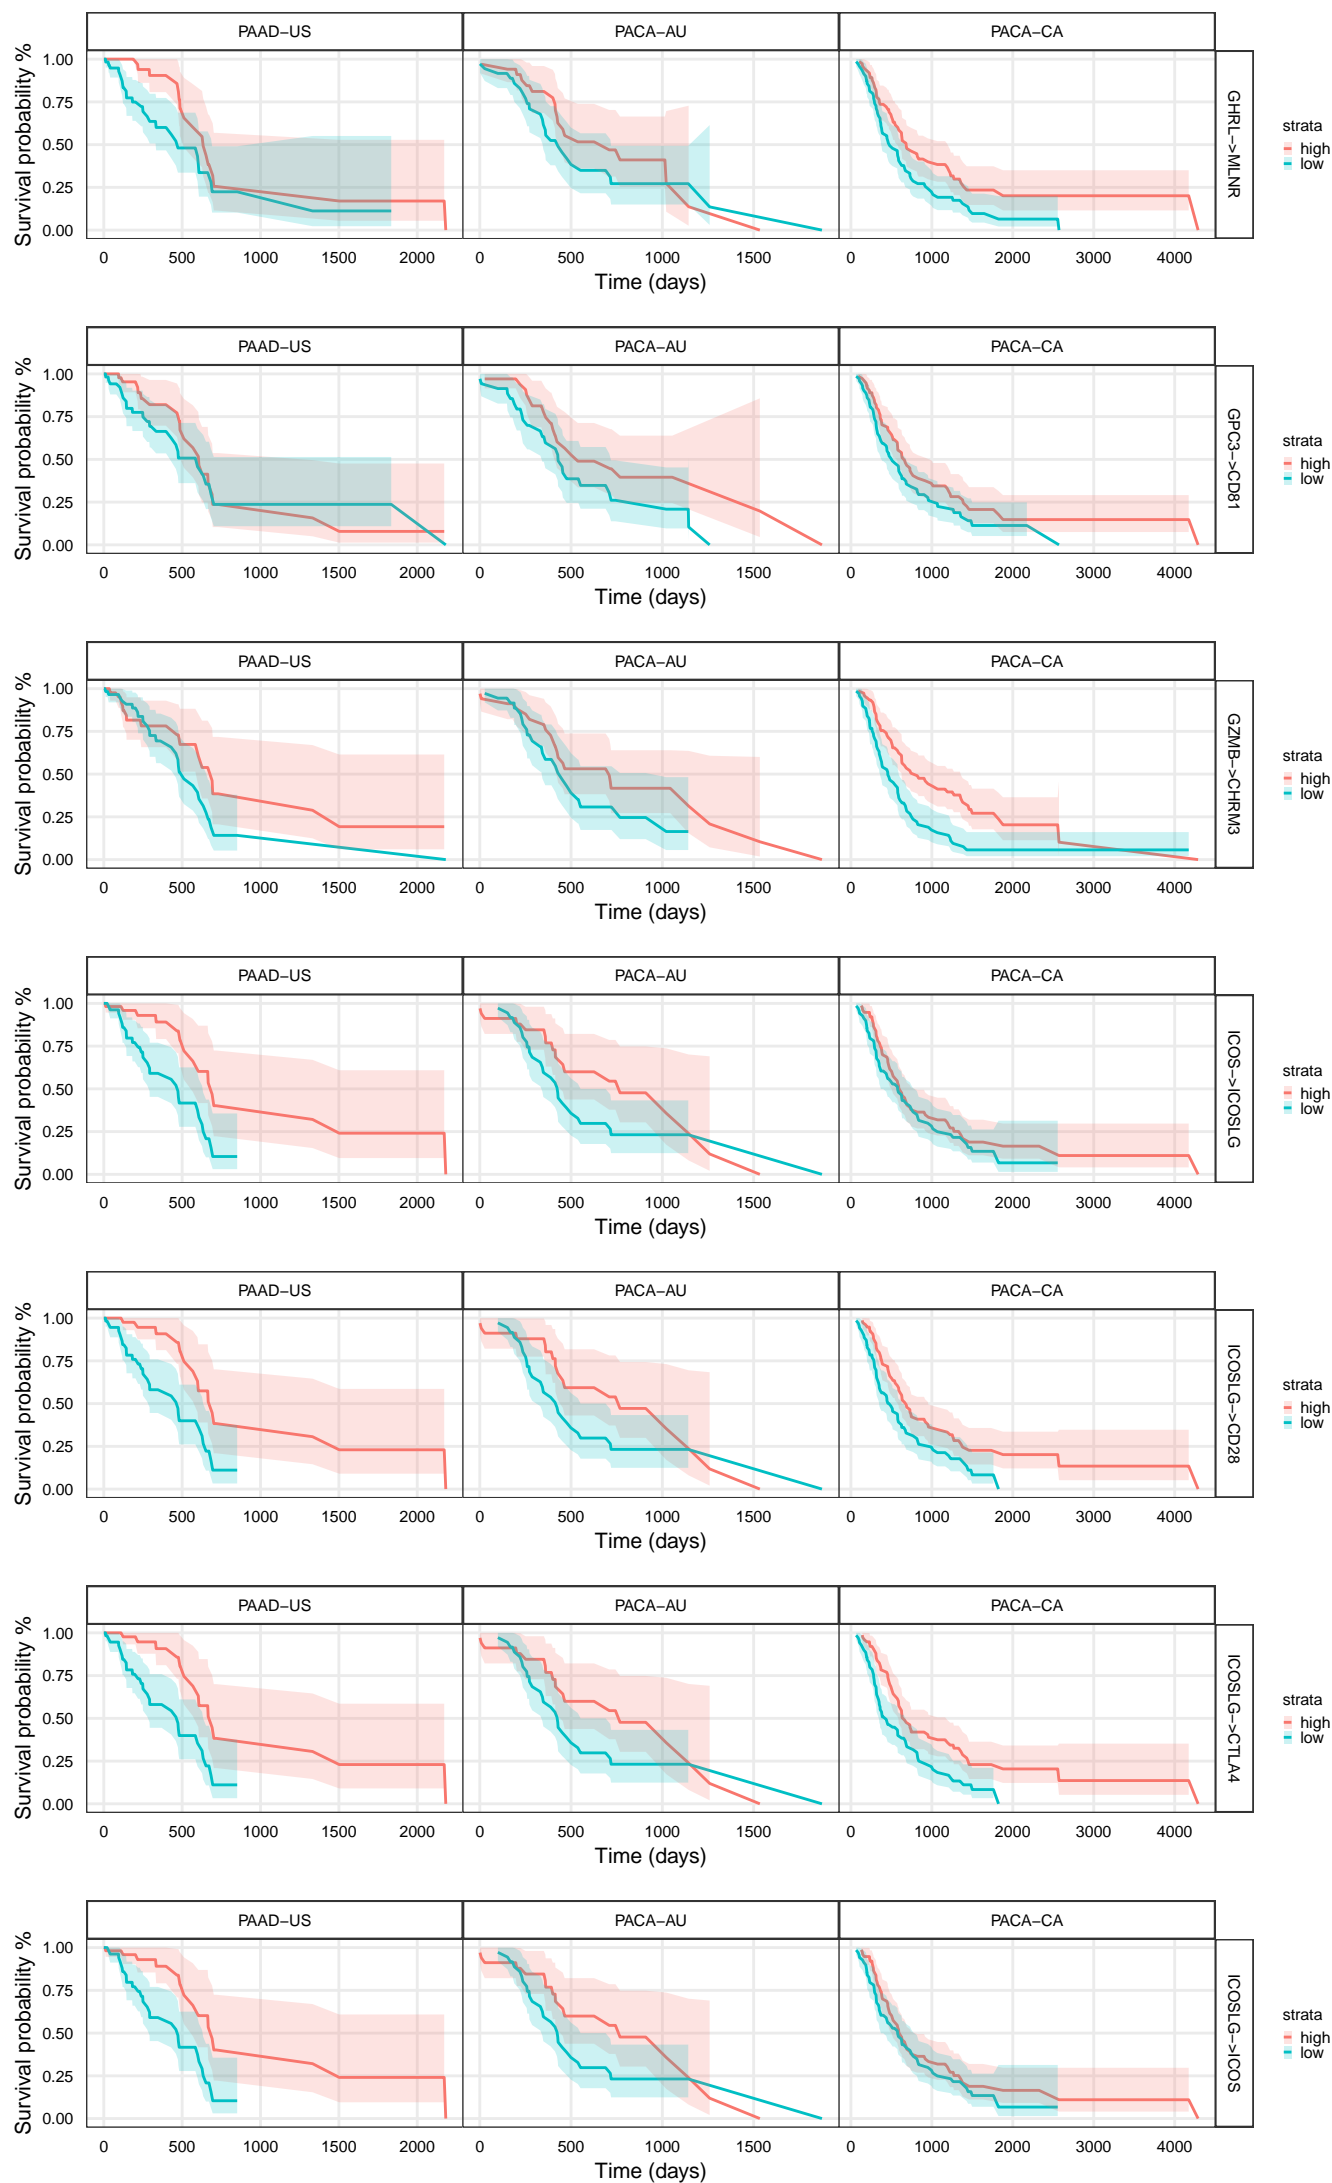 PAAD−US PACA−AU PACA−CA
Survival probability %
1.00
0.75
0.50
0.25
0.00
GHRL−>MLNR
strata
high
low
0 500 1000 1500 2000 0 500 1000 1500 0 1000 2000 3000 4000
Time (days)
PAAD−US PACA−AU PACA−CA
Survival probability %
1.00
0.75
0.50
0.25
0.00
GPC3−>CD81
strata
high
low
0 500 1000 1500 2000 0 500 1000 1500 0 1000 2000 3000 4000
Time (days)
PAAD−US PACA−AU PACA−CA
Survival probability %
1.00
0.75
0.50
0.25
0.00
GZMB−>CHRM3
strata
high
low
0 500 1000 1500 2000 0 500 1000 1500 0 1000 2000 3000 4000
Time (days)
PAAD−US PACA−AU PACA−CA
Survival probability %
1.00
0.75
0.50
0.25
0.00
ICOS−>ICOSLG
strata
high
low
0 500 1000 1500 2000 0 500 1000 1500 0 1000 2000 3000 4000
Time (days)
PAAD−US PACA−AU PACA−CA
Survival probability %
1.00
0.75
0.50
0.25
0.00
ICOSLG−>CD28
strata
high
low
0 500 1000 1500 2000 0 500 1000 1500 0 1000 2000 3000 4000
Time (days)
PAAD−US PACA−AU PACA−CA
Survival probability %
1.00
0.75
0.50
0.25
0.00
ICOSLG−>CTLA4
strata
high
low
0 500 1000 1500 2000 0 500 1000 1500 0 1000 2000 3000 4000
Time (days)
PAAD−US PACA−AU PACA−CA
Survival probability %
1.00
0.75
0.50
0.25
0.00
ICOSLG−>ICOS
strata
high
low
0 500 1000 1500 2000 0 500 1000 1500 0 1000 2000 3000 4000
Time (days)